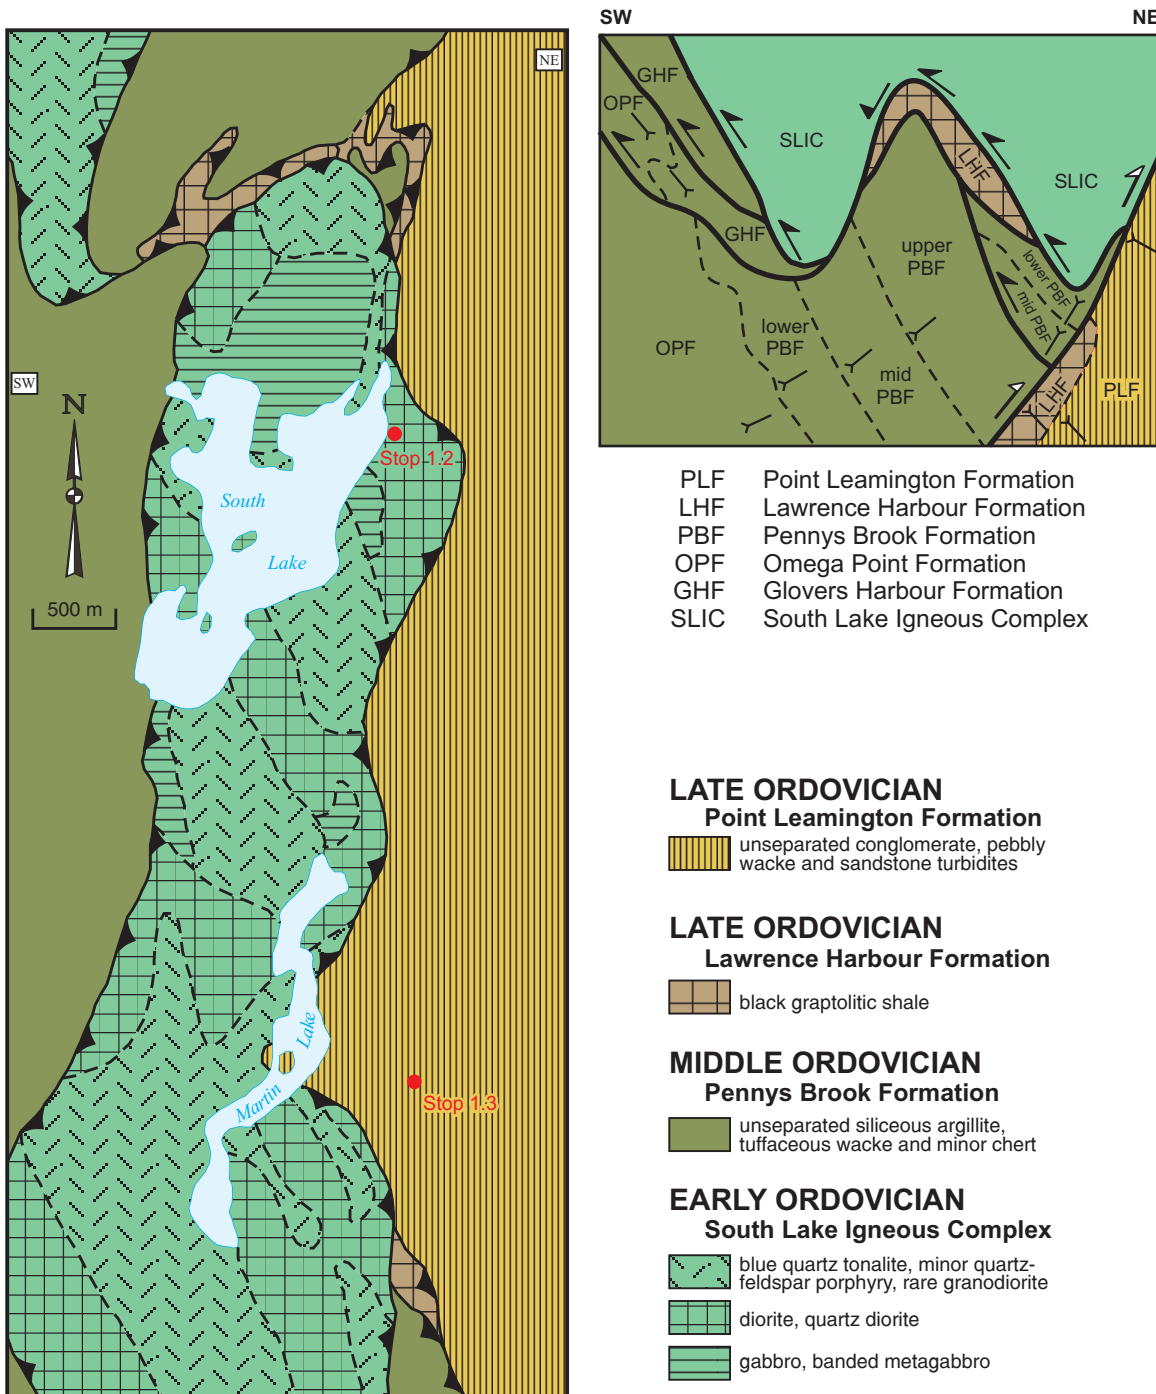 NE
SW
N
500 m
Stop 1.2
South
Lake
Lake
Martin
Stop 1.3
SW
NE
GHF
OPF
SLIC
LHF
SLIC
GHF
upper
PBF
lower PBF
mid PBF
lower
PBF
OPF
mid
PBF
LHF
PLF
PLF Point Leamington Formation
LHF Lawrence Harbour Formation
PBF Pennys Brook Formation
OPF Omega Point Formation
GHF Glovers Harbour Formation
SLIC South Lake Igneous Complex
LATE ORDOVICIAN
Point Leamington Formation
unseparated conglomerate, pebbly
wacke and sandstone turbidites
LATE ORDOVICIAN
Lawrence Harbour Formation
black graptolitic shale
MIDDLE ORDOVICIAN
Pennys Brook Formation
unseparated siliceous argillite,
tuffaceous wacke and minor chert
EARLY ORDOVICIAN
South Lake Igneous Complex
blue quartz tonalite, minor quartz-
feldspar porphyry, rare granodiorite
diorite, quartz diorite
gabbro, banded metagabbro